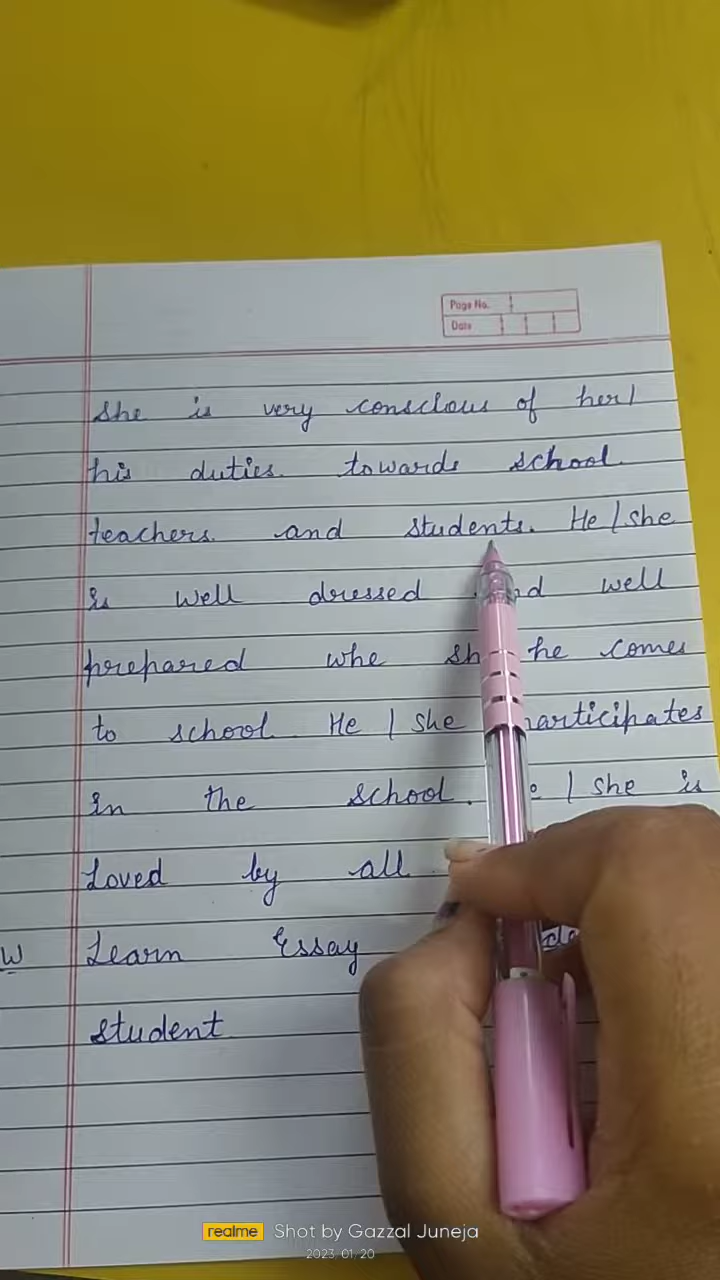 Page No.
Date
She is very conscious of her/
his duties. towards school
teachers. and students. He/she
is well dressed well
prepared whe he comes
to school. He / she participates
in the school. / she is
Loved by all
W Learn Essay
student
realme Shot by Gazzal Juneja
2023.01.20